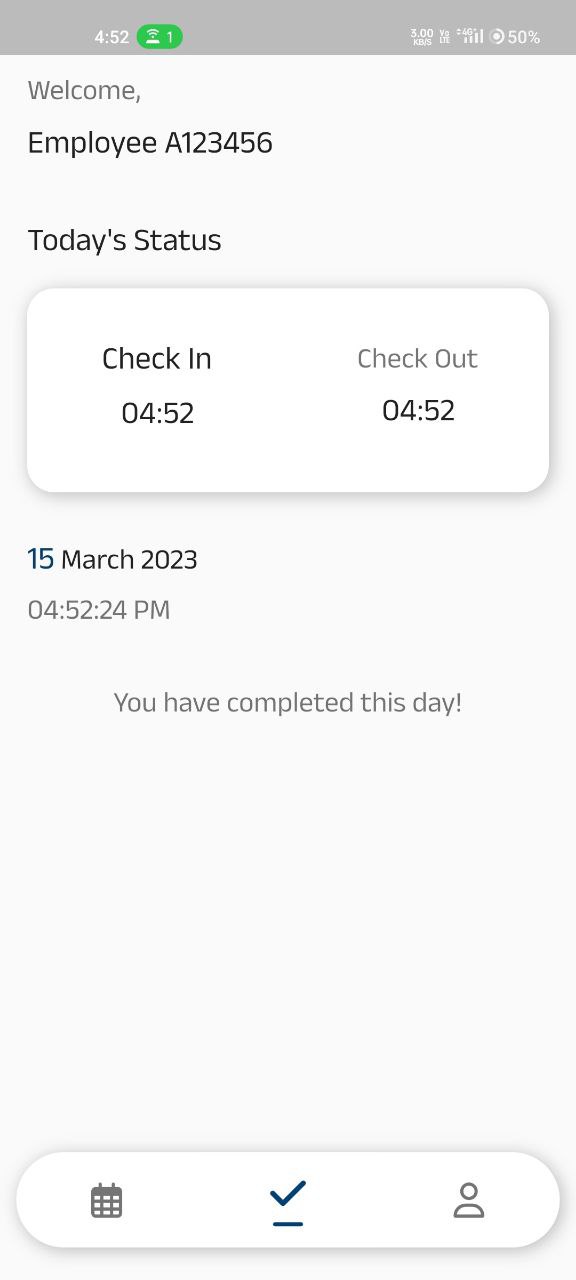 4:52 1 3.00 KB/S Vo LTE 4G+ 50%
Welcome,
Employee A123456
Today's Status
Check In Check Out
04:52 04:52
15 March 2023
04:52:24 PM
You have completed this day!